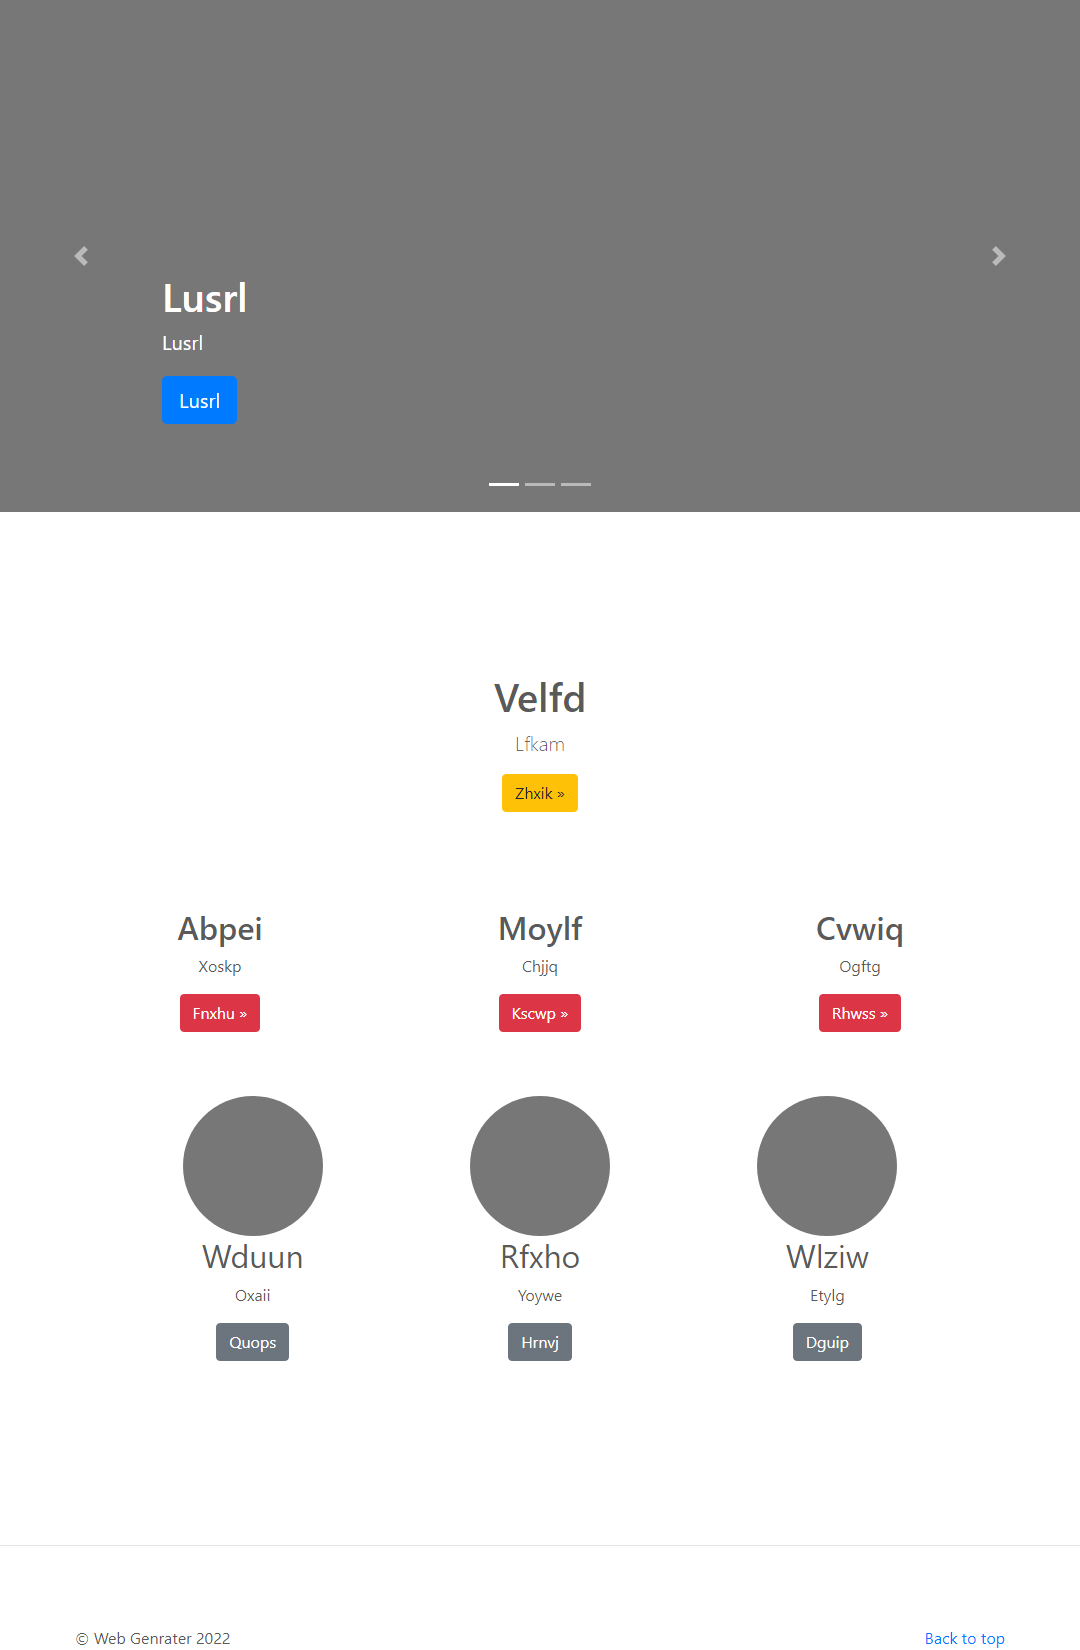 Lusrl
Lusrl
Lusrl
Velfd
Lfkam
Zhxik »
Abpei
Xoskp
Fnxhu »
Moylf
Chjjq
Kscwp »
Cvwiq
Ogftg
Rhwss »
Wduun
Oxaii
Quops
Rfxho
Yoywe
Hrnvj
Wlziw
Etylg
Dguip
© Web Genrater 2022
Back to top